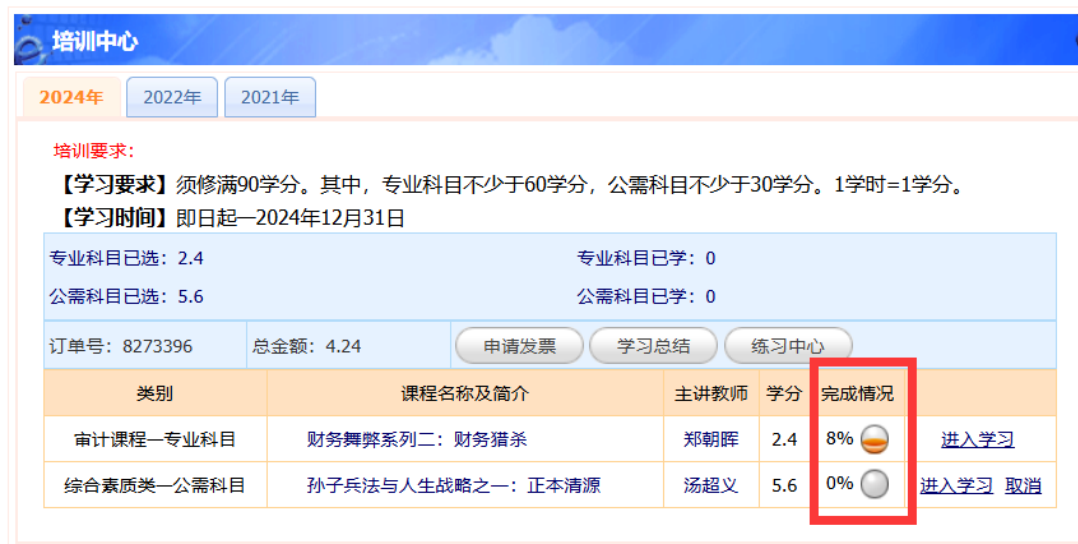 培训中心
2024年 2022年 2021年
培训要求：
【学习要求】须修满90学分。其中，专业科目不少于60学分，公需科目不少于30学分。1学时=1学分。
【学习时间】即日起—2024年12月31日
专业科目已选：2.4 专业科目已学：0
公需科目已选：5.6 公需科目已学：0
订单号：8273396 总金额：4.24 申请发票 学习总结 练习中心
类别 课程名称及简介 主讲教师 学分 完成情况
审计课程—专业科目 财务舞弊系列二：财务猎杀 郑朝晖 2.4 8% 进入学习
综合素质类—公需科目 孙子兵法与人生战略之一：正本清源 汤超义 5.6 0% 进入学习 取消